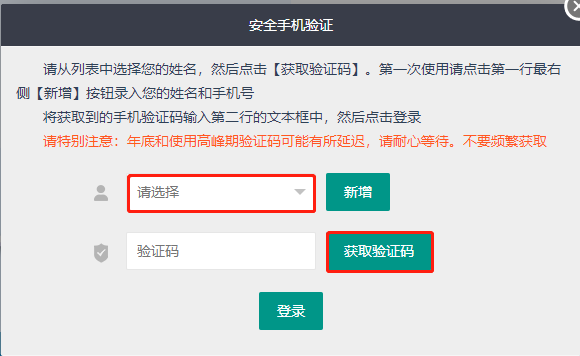 安全手机验证
请从列表中选择您的姓名，然后点击【获取验证码】。第一次使用请点击第一行最右
侧【新增】按钮录入您的姓名和手机号
将获取到的手机验证码输入第二行的文本框中，然后点击登录
请特别注意：年底和使用高峰期验证码可能有所延迟，请耐心等待。不要频繁获取
请选择 新增
验证码 获取验证码
登录